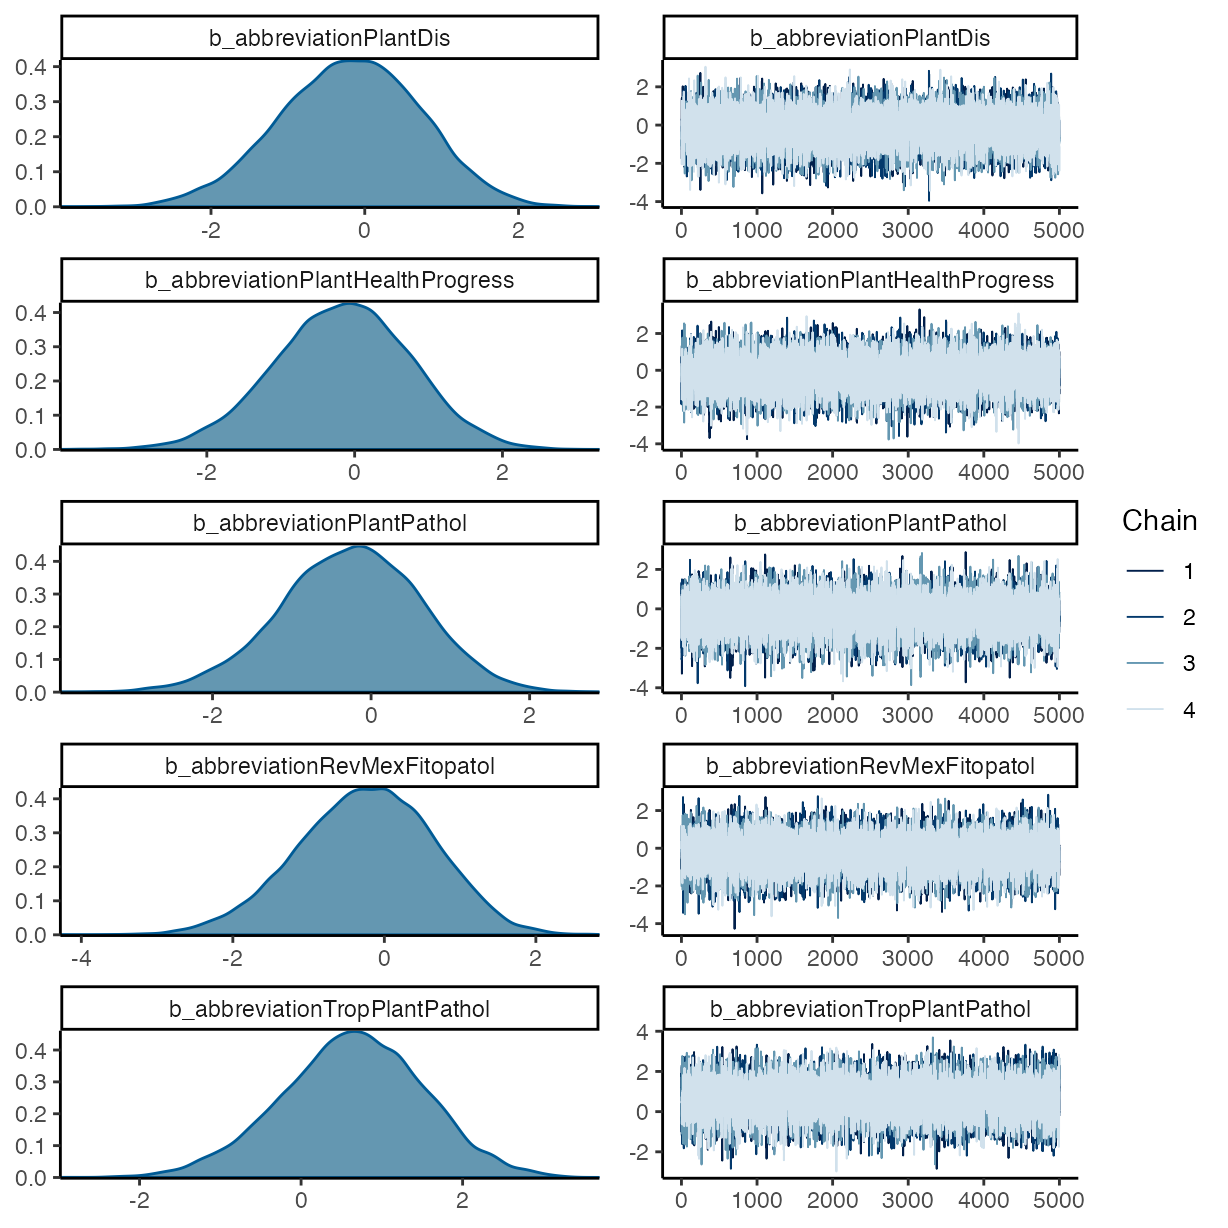 b_abbreviationPlantDis
0.4
0.3
0.2
0.1
0.0
-2 0 2
b_abbreviationPlantDis
2
0
-2
-4
0 1000 2000 3000 4000 5000
b_abbreviationPlantHealthProgress
0.4
0.3
0.2
0.1
0.0
-2 0 2
b_abbreviationPlantHealthProgress
2
0
-2
-4
0 1000 2000 3000 4000 5000
b_abbreviationPlantPathol
0.4
0.3
0.2
0.1
0.0
-2 0 2
b_abbreviationPlantPathol
2
0
-2
-4
0 1000 2000 3000 4000 5000
b_abbreviationRevMexFitopatol
0.4
0.3
0.2
0.1
0.0
-4 -2 0 2
b_abbreviationRevMexFitopatol
2
0
-2
-4
0 1000 2000 3000 4000 5000
b_abbreviationTropPlantPathol
0.4
0.3
0.2
0.1
0.0
-2 0 2
b_abbreviationTropPlantPathol
4
2
0
-2
0 1000 2000 3000 4000 5000
Chain
1
2
3
4